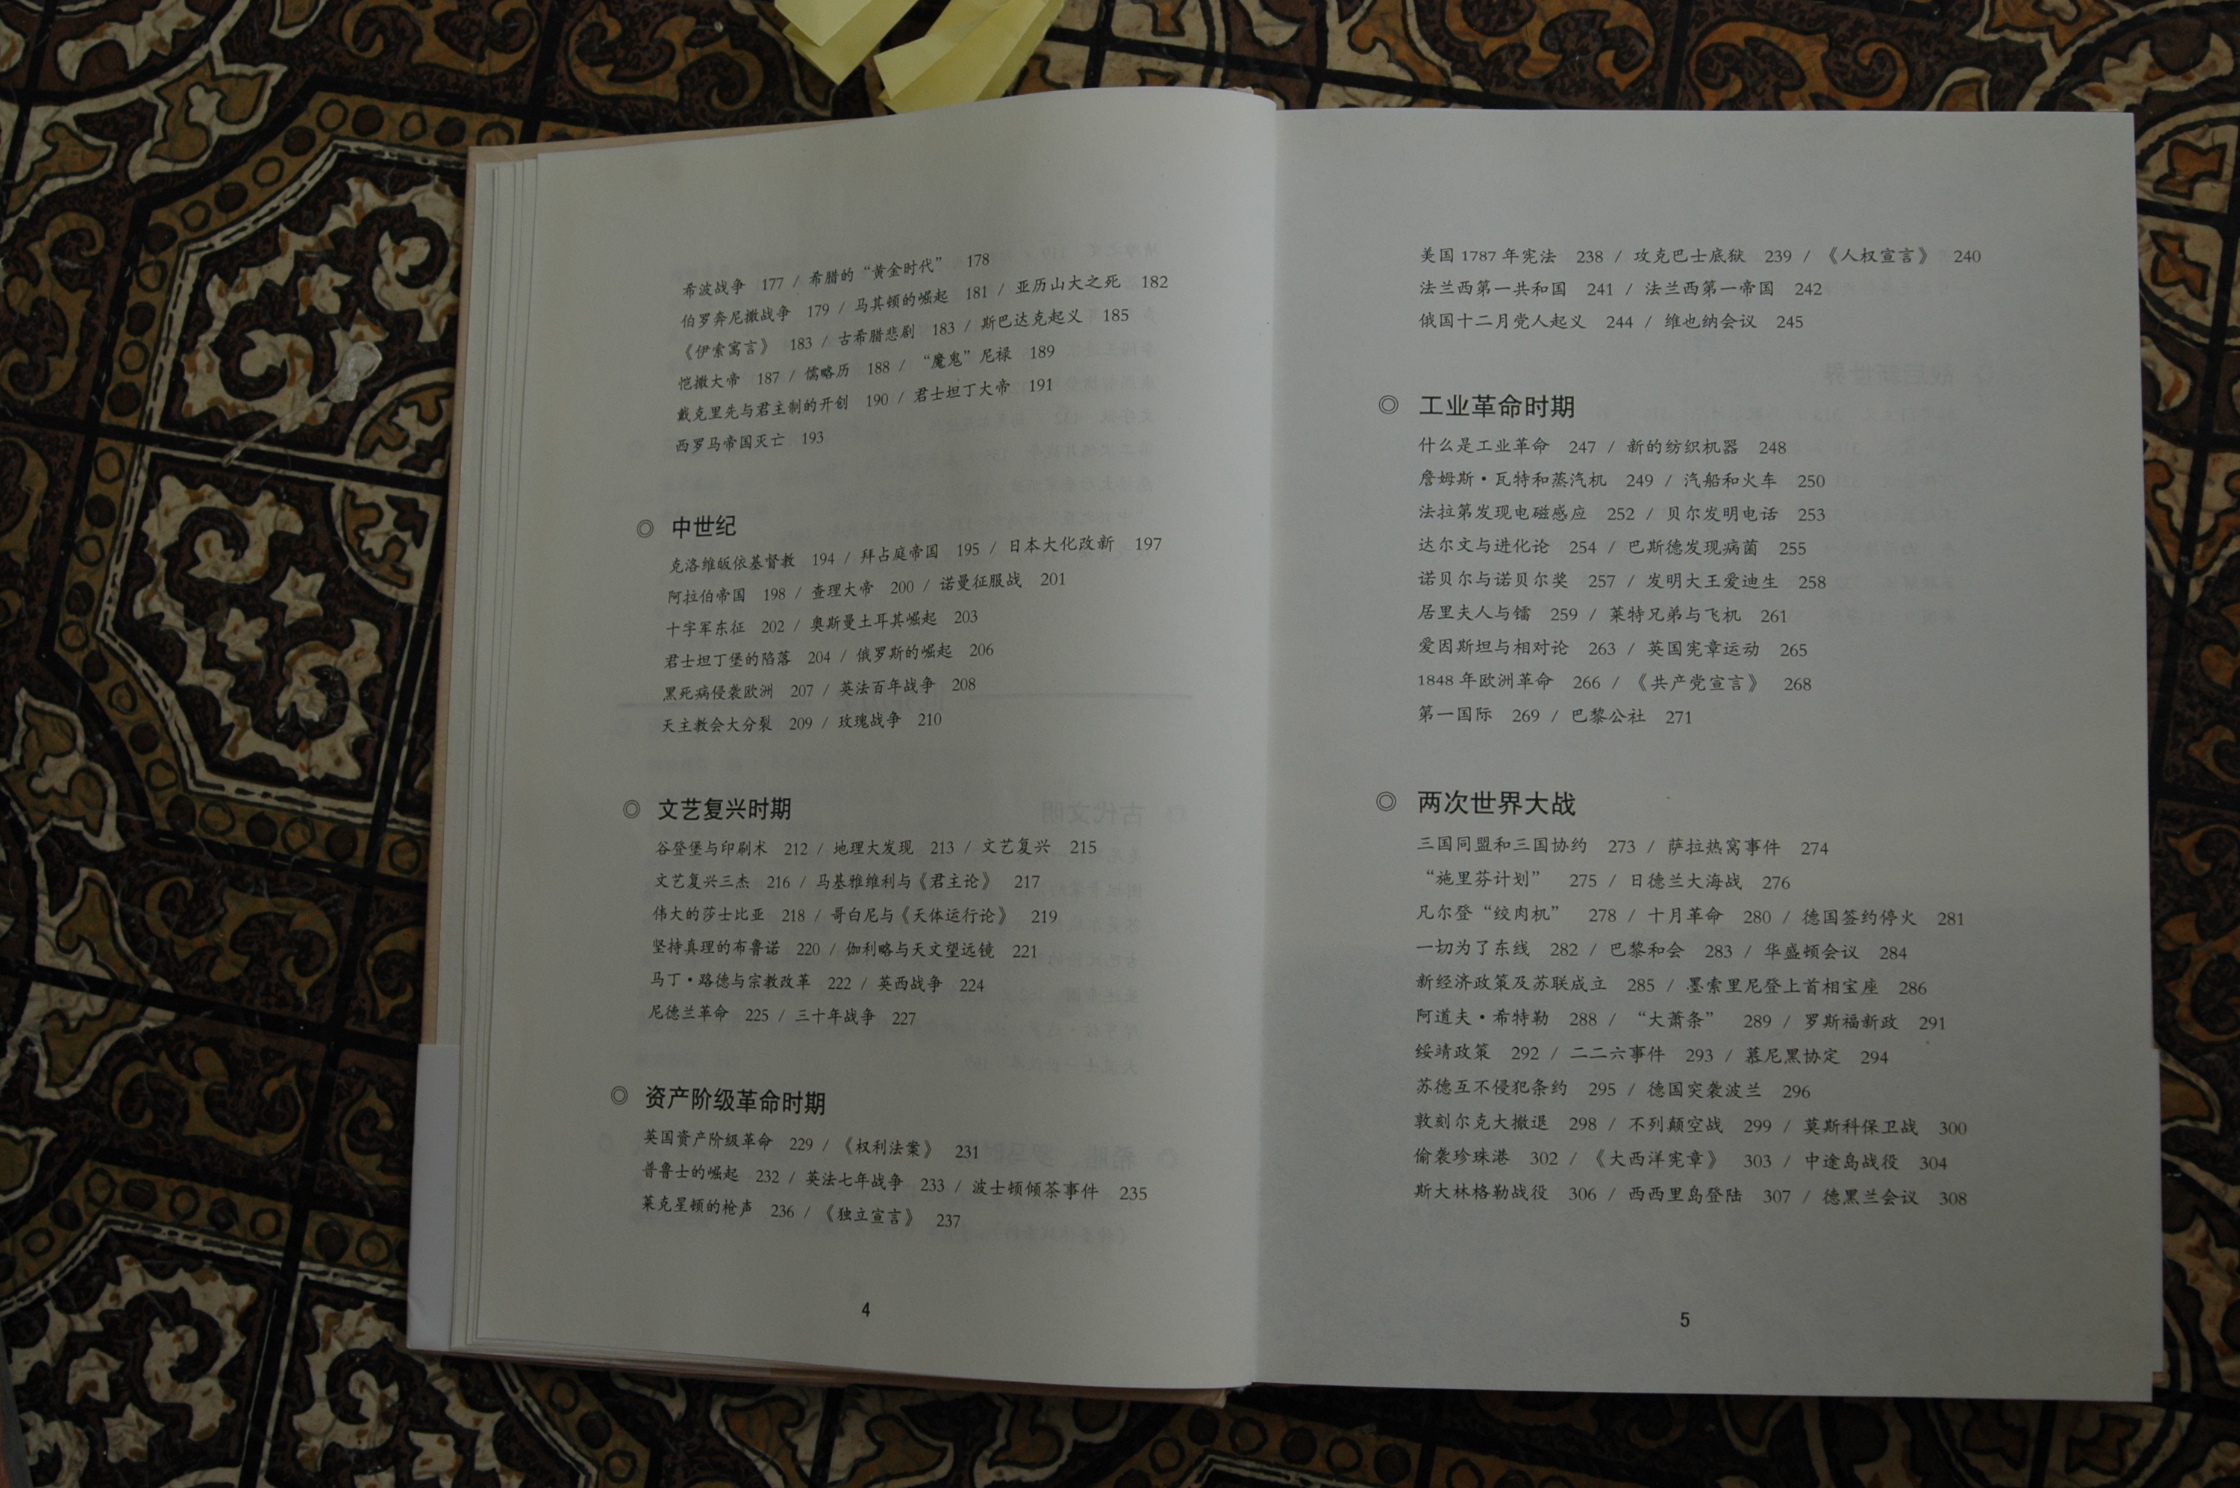 希波战争 177 / 希腊的“黄金时代” 178
伯罗奔尼撒战争 179 / 马其顿的崛起 181 / 亚历山大之死 182
《伊索寓言》 183 / 古希腊悲剧 183 / 斯巴达克起义 185
恺撒大帝 187 / 儒略历 188 / “魔鬼”尼禄 189
戴克里先与君主制的开创 190 / 君士坦丁大帝 191
西罗马帝国灭亡 193
◎ 中世纪
克洛维皈依基督教 194 / 拜占庭帝国 195 / 日本大化改新 197
阿拉伯帝国 198 / 查理大帝 200 / 诺曼征服战 201
十字军东征 202 / 奥斯曼土耳其崛起 203
君士坦丁堡的陷落 204 / 俄罗斯的崛起 206
黑死病侵袭欧洲 207 / 英法百年战争 208
天主教会大分裂 209 / 玫瑰战争 210
◎ 文艺复兴时期
谷登堡与印刷术 212 / 地理大发现 213 / 文艺复兴 215
文艺复兴三杰 216 / 马基雅维利与《君主论》 217
伟大的莎士比亚 218 / 哥白尼与《天体运行论》 219
坚持真理的布鲁诺 220 / 伽利略与天文望远镜 221
马丁·路德与宗教改革 222 / 英西战争 224
尼德兰革命 225 / 三十年战争 227
◎ 资产阶级革命时期
英国资产阶级革命 229 / 《权利法案》 231
普鲁士的崛起 232 / 英法七年战争 233 / 波士顿倾茶事件 235
莱克星顿的枪声 236 / 《独立宣言》 237
4
美国1787年宪法 238 / 攻克巴士底狱 239 / 《人权宣言》 240
法兰西第一共和国 241 / 法兰西第一帝国 242
俄国十二月党人起义 244 / 维也纳会议 245
◎ 工业革命时期
什么是工业革命 247 / 新的纺织机器 248
詹姆斯·瓦特和蒸汽机 249 / 汽船和火车 250
法拉第发现电磁感应 252 / 贝尔发明电话 253
达尔文与进化论 254 / 巴斯德发现病菌 255
诺贝尔与诺贝尔奖 257 / 发明大王爱迪生 258
居里夫人与镭 259 / 莱特兄弟与飞机 261
爱因斯坦与相对论 263 / 英国宪章运动 265
1848年欧洲革命 266 / 《共产党宣言》 268
第一国际 269 / 巴黎公社 271
◎ 两次世界大战
三国同盟和三国协约 273 / 萨拉热窝事件 274
“施里芬计划” 275 / 日德兰大海战 276
凡尔登“绞肉机” 278 / 十月革命 280 / 德国签约停火 281
一切为了东线 282 / 巴黎和会 283 / 华盛顿会议 284
新经济政策及苏联成立 285 / 墨索里尼登上首相宝座 286
阿道夫·希特勒 288 / “大萧条” 289 / 罗斯福新政 291
绥靖政策 292 / 二二六事件 293 / 慕尼黑协定 294
苏德互不侵犯条约 295 / 德国突袭波兰 296
敦刻尔克大撤退 298 / 不列颠空战 299 / 莫斯科保卫战 300
偷袭珍珠港 302 / 《大西洋宪章》 303 / 中途岛战役 304
斯大林格勒战役 306 / 西西里岛登陆 307 / 德黑兰会议 308
5